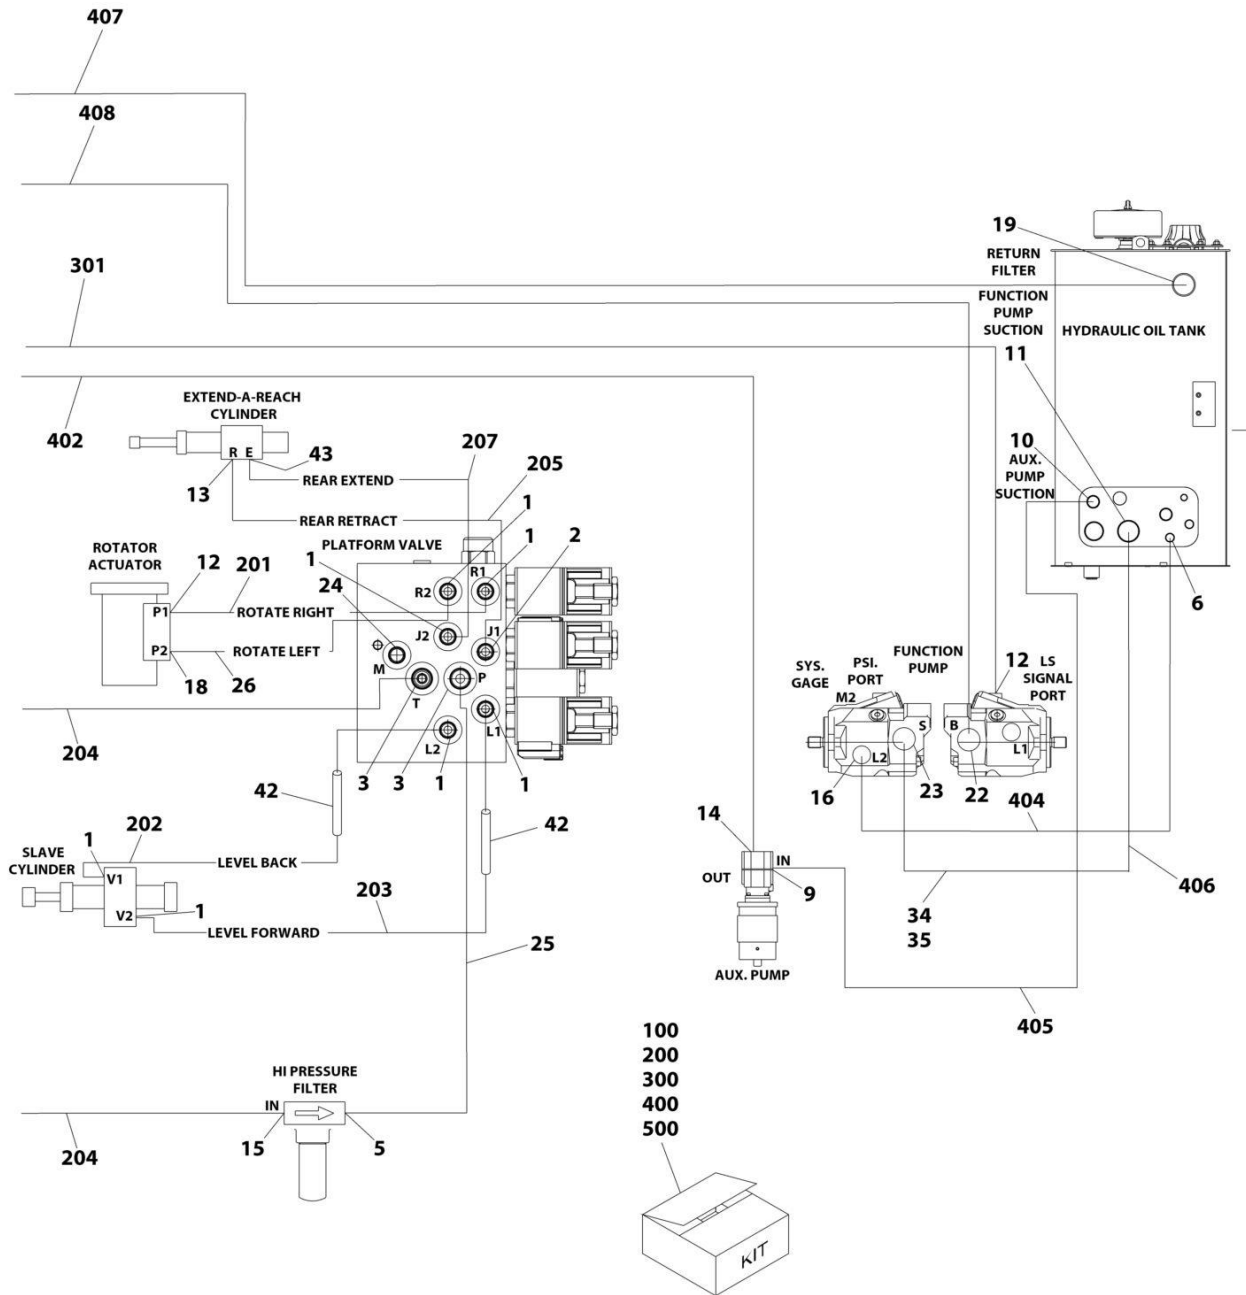 407
408
19
RETURN
FILTER
301
FUNCTION
PUMP
SUCTION
HYDRAULIC OIL TANK
11
EXTEND-A-REACH
CYLINDER
402
207
R E
43
10
205
AUX.
PUMP
SUCTION
13
REAR EXTEND
1
REAR RETRACT
1
2
ROTATOR
ACTUATOR
12
201
1
PLATFORM VALVE
R1
24
R2
6
P1
ROTATE RIGHT
J2
J1
P2
ROTATE LEFT
M
P
18
26
T
SYS.
GAGE
PSI.
PORT
M2
FUNCTION
PUMP
12
LS
SIGNAL
PORT
204
L2
L1
S
B
L2
L1
3
3
1
1
16
23
22
404
42
42
14
1
202
SLAVE
CYLINDER
LEVEL BACK
V1
OUT
IN
9
406
203
V2
1
LEVEL FORWARD
34
35
25
AUX. PUMP
405
100
200
300
400
500
HI PRESSURE
FILTER
IN
204
15
5
KIT